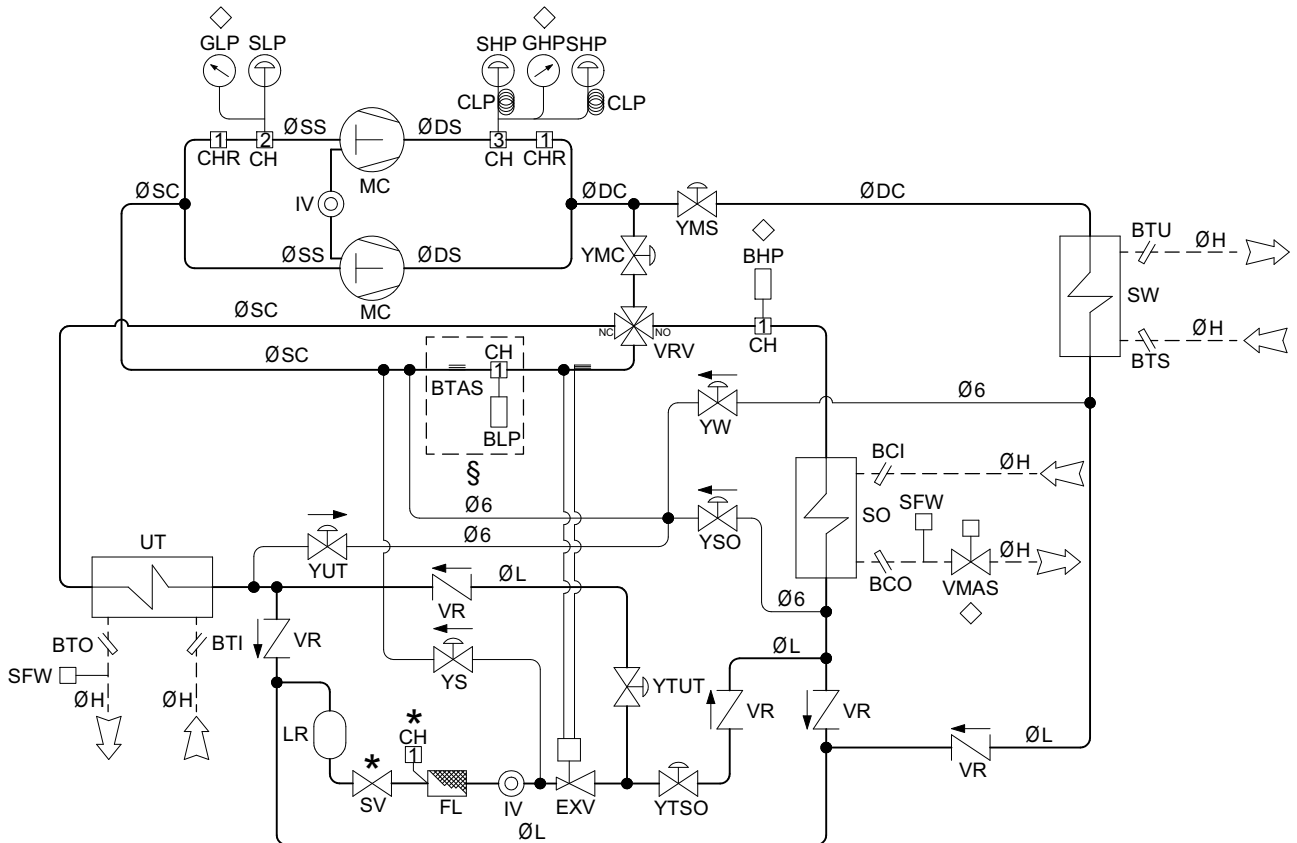 GLP SLP SHP GHP SHP
CLP CLP
ØSS ØDS
1 2 3 1
CHR CH MC CH CHR
ØSC IV ØDC YMS ØDC
ØSS ØDS YMC BHP BTU ØH
MC SW
ØSC NC NO 1 ØH
VRV CH BTS
ØSC CH
BTAS 1
YW Ø6
BLP
§ BCI ØH
Ø6 SFW
YSO SO
Ø6 ØH
UT YUT BCO VMAS
ØL Ø6
VR
BTO BTI VR ØL
SFW YS YTUT
ØH ØH VR VR
* CH ØL
LR 1
* VR
SV FL IV EXV YTSO
ØL